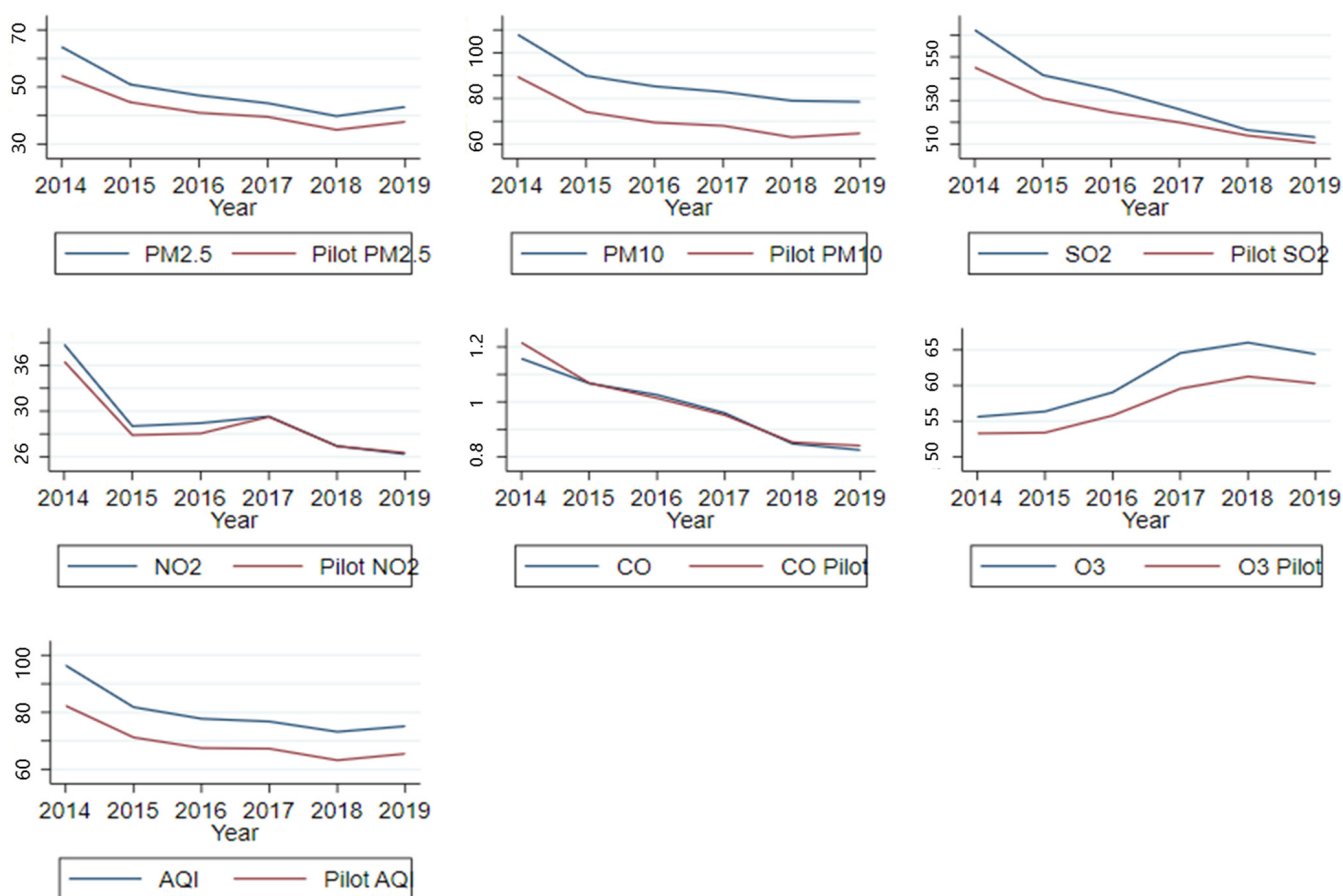 70
50
30
2014 2015 2016 2017 2018 2019
Year
PM2.5 Pilot PM2.5
100
80
60
2014 2015 2016 2017 2018 2019
Year
PM10 Pilot PM10
550
530
510
2014 2015 2016 2017 2018 2019
Year
SO2 Pilot SO2
36
30
26
2014 2015 2016 2017 2018 2019
Year
NO2 Pilot NO2
1.2
1
0.8
2014 2015 2016 2017 2018 2019
Year
CO CO Pilot
65
60
55
50
2014 2015 2016 2017 2018 2019
Year
O3 O3 Pilot
100
80
60
2014 2015 2016 2017 2018 2019
Year
AQI Pilot AQI